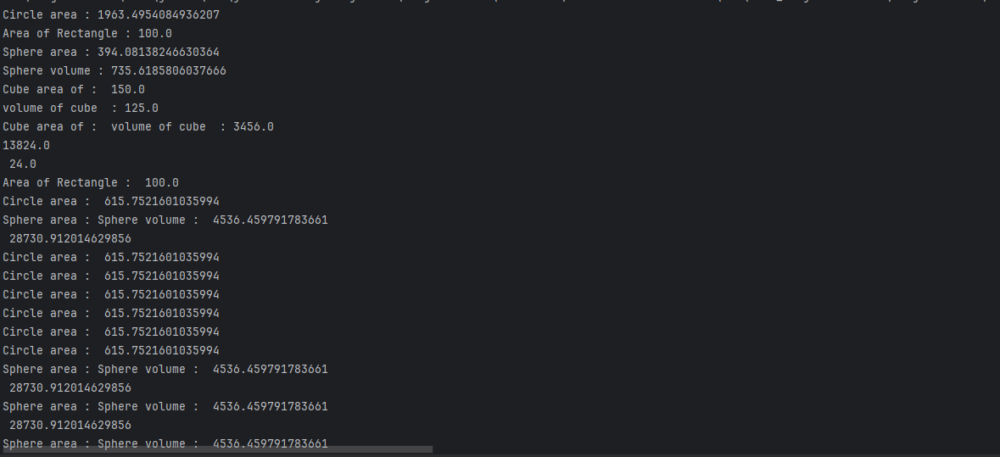 Circle area : 1963.4954084936207
Area of Rectangle : 100.0
Sphere area : 394.08138246630364
Sphere volume : 735.6185806037666
Cube area of :  150.0
volume of cube  : 125.0
Cube area of :  volume of cube  : 3456.0
13824.0
 24.0
Area of Rectangle :  100.0
Circle area :  615.7521601035994
Sphere area : Sphere volume :  4536.459791783661
 28730.912014629856
Circle area :  615.7521601035994
Circle area :  615.7521601035994
Circle area :  615.7521601035994
Circle area :  615.7521601035994
Circle area :  615.7521601035994
Circle area :  615.7521601035994
Sphere area : Sphere volume :  4536.459791783661
 28730.912014629856
Sphere area : Sphere volume :  4536.459791783661
 28730.912014629856
Sphere area : Sphere volume :  4536.459791783661